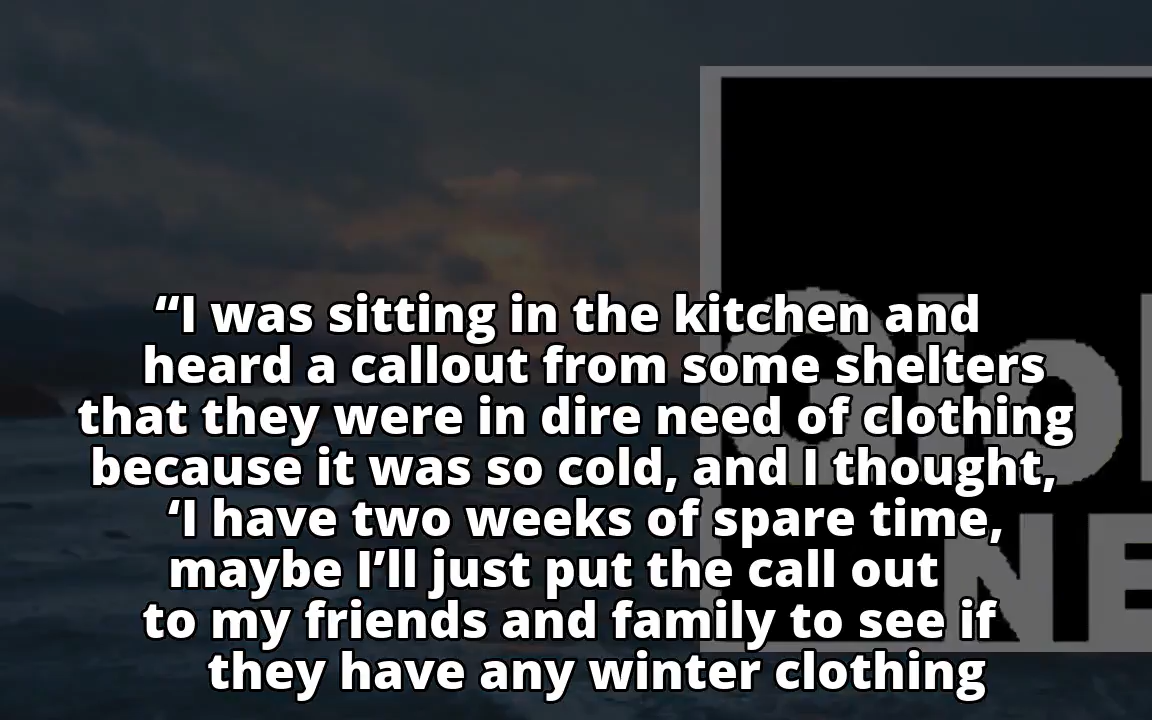 “I was sitting in the kitchen and
heard a callout from some shelters
that they were in dire need of clothing
because it was so cold, and I thought,
‘I have two weeks of spare time,
maybe I’ll just put the call out
to my friends and family to see if
they have any winter clothing